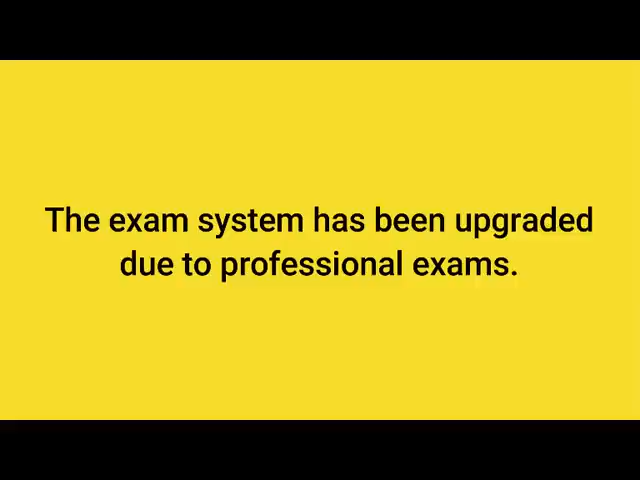 The exam system has been upgraded
due to professional exams.